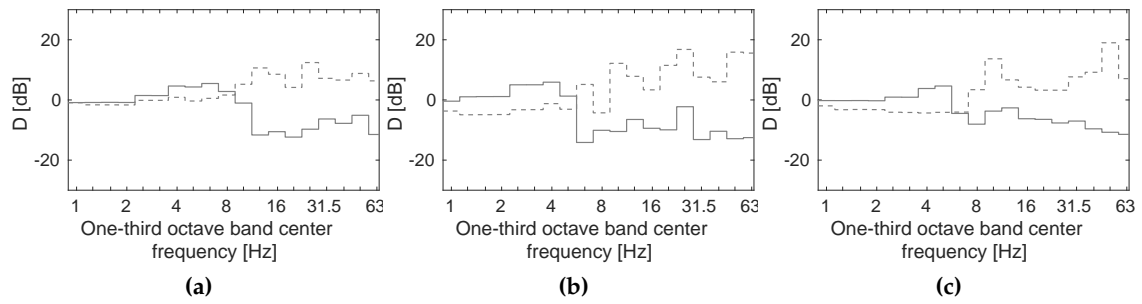 20
0
-20
D [dB]
1 2 4 8 16 31.5 63
One-third octave band center
frequency [Hz]
(a)
20
0
-20
D [dB]
1 2 4 8 16 31.5 63
One-third octave band center
frequency [Hz]
(b)
20
0
-20
D [dB]
1 2 4 8 16 31.5 63
One-third octave band center
frequency [Hz]
(c)